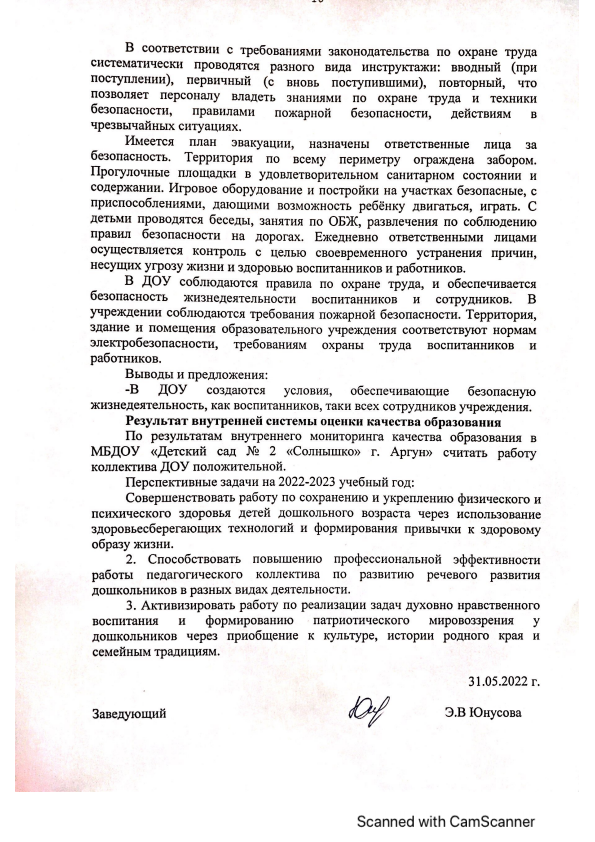 В соответствии с требованиями законодательства по охране труда
систематически проводятся разного вида инструктажи: вводный (при
поступлении), первичный (с вновь поступившими), повторный, что
позволяет персоналу владеть знаниями по охране труда и техники
безопасности, правилами пожарной безопасности, действиям в
чрезвычайных ситуациях.
Имеется план эвакуации, назначены ответственные лица за
безопасность. Территория по всему периметру ограждена забором.
Прогулочные площадки в удовлетворительном санитарном состоянии и
содержании. Игровое оборудование и постройки на участках безопасные, с
приспособлениями, дающими возможность ребёнку двигаться, играть. С
детьми проводятся беседы, занятия по ОБЖ, развлечения по соблюдению
правил безопасности на дорогах. Ежедневно ответственными лицами
осуществляется контроль с целью своевременного устранения причин,
несущих угрозу жизни и здоровью воспитанников и работников.
В ДОУ соблюдаются правила по охране труда, и обеспечивается
безопасность жизнедеятельности воспитанников и сотрудников. В
учреждении соблюдаются требования пожарной безопасности. Территория,
здание и помещения образовательного учреждения соответствуют нормам
электробезопасности, требованиям охраны труда воспитанников и
работников.
Выводы и предложения:
-В ДОУ создаются условия, обеспечивающие безопасную
жизнедеятельность, как воспитанников, таки всех сотрудников учреждения.
Результат внутренней системы оценки качества образования
По результатам внутреннего мониторинга качества образования в
МБДОУ «Детский сад № 2 «Солнышко» г. Аргун» считать работу
коллектива ДОУ положительной.
Перспективные задачи на 2022-2023 учебный год:
Совершенствовать работу по сохранению и укреплению физического и
психического здоровья детей дошкольного возраста через использование
здоровьесберегающих технологий и формирования привычки к здоровому
образу жизни.
2. Способствовать повышению профессиональной эффективности
работы педагогического коллектива по развитию речевого развития
дошкольников в разных видах деятельности.
3. Активизировать работу по реализации задач духовно нравственного
воспитания и формированию патриотического мировоззрения у
дошкольников через приобщение к культуре, истории родного края и
семейным традициям.
31.05.2022 г.
Заведующий Э.В Юнусова
Scanned with CamScanner